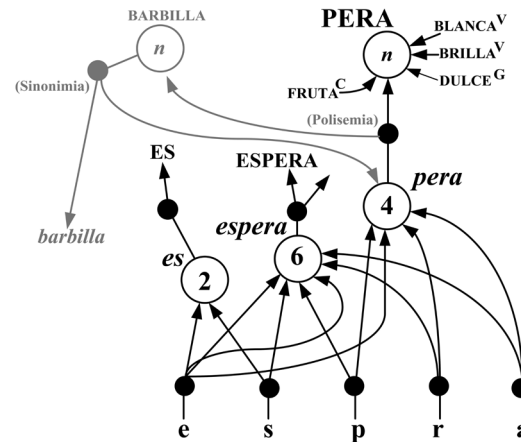 BARBILLA
n
(Sinonimia)
barbilla
PERA
n
BLANCA^V
BRILLA^V
DULCE^G
FRUTA^C
(Polisemia)
ES
ESPERA
pera
4
espera
6
es
2
e s p r a